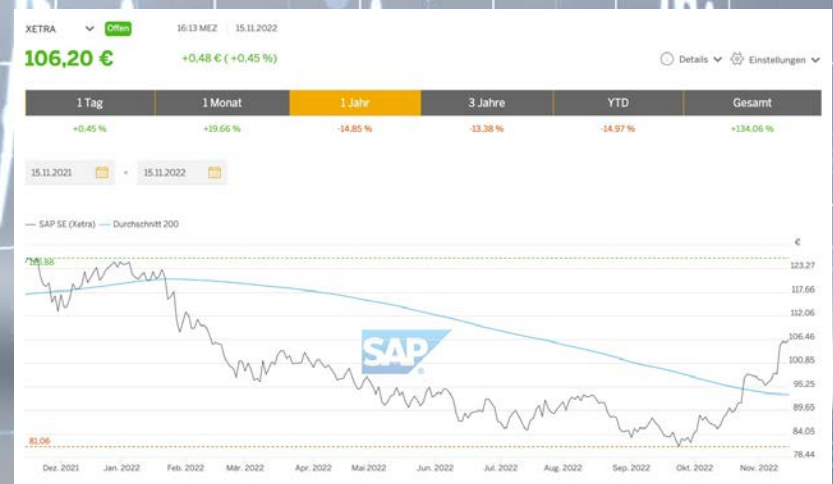 XETRA Offen 16:13 MEZ 15.11.2022
106,20 € +0,48 € ( +0,45 %)
Details Einstellungen
1 Tag 1 Monat 1 Jahr 3 Jahre YTD Gesamt
+0,45 % +19,66 % -14,85 % -13,38 % -14,97 % +134,06 %
15.11.2021 15.11.2022
SAP SE (Xetra) Durchschnitt 200
€
123,27
117,66
112,06
106,46
SAP
100,85
95,25
89,65
84,05
81,06
78,44
Dez. 2021 Jan. 2022 Feb. 2022 Mär. 2022 Apr. 2022 Mai 2022 Jun. 2022 Jul. 2022 Aug. 2022 Sep. 2022 Okt. 2022 Nov. 2022